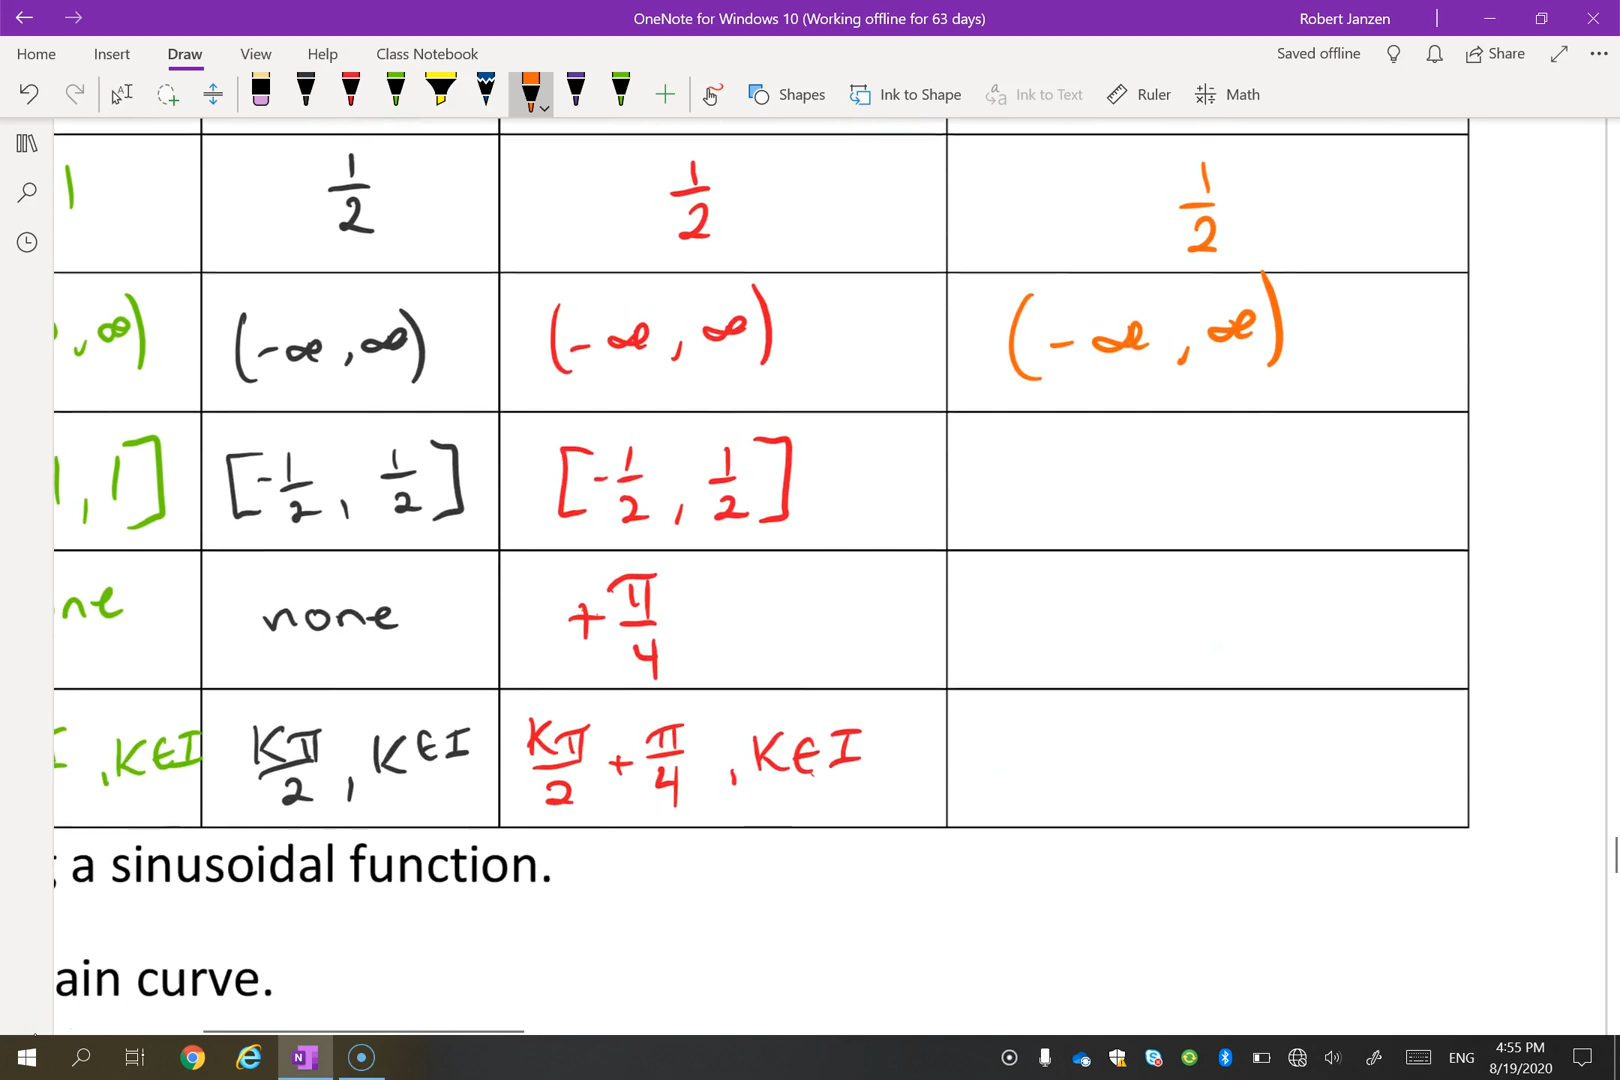 OneNote for Windows 10 (Working offline for 63 days)
Robert Janzen
Home Insert Draw View Help Class Notebook
Saved offline
Share
Shapes Ink to Shape Ink to Text Ruler Math
1 1/2 1/2 1/2
, ∞) (-∞, ∞) (-∞, ∞) (-∞, ∞)
1, 1] [-1/2, 1/2] [-1/2, 1/2]
ne none +π/4
I, K∈I Kπ/2, K∈I Kπ/2 + π/4, K∈I
a sinusoidal function.
ain curve.
ENG
4:55 PM
8/19/2020